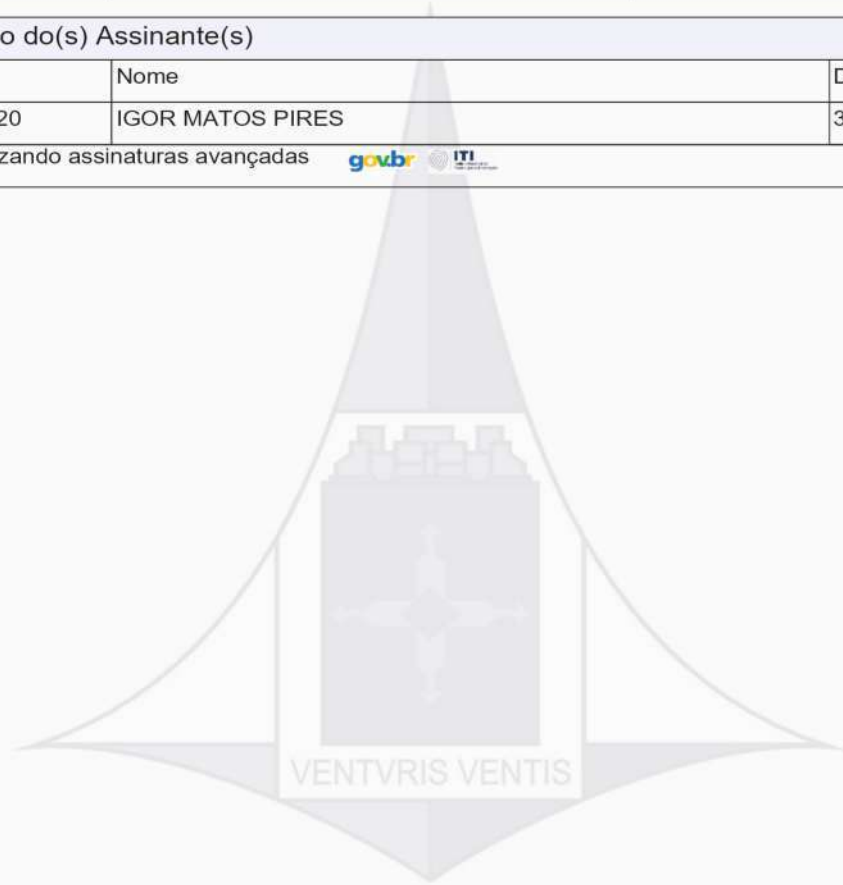 o do(s) Assinante(s)
Nome D
20 IGOR MATOS PIRES 3
zando assinaturas avançadas gov.br ITI
VENTVRIS VENTIS